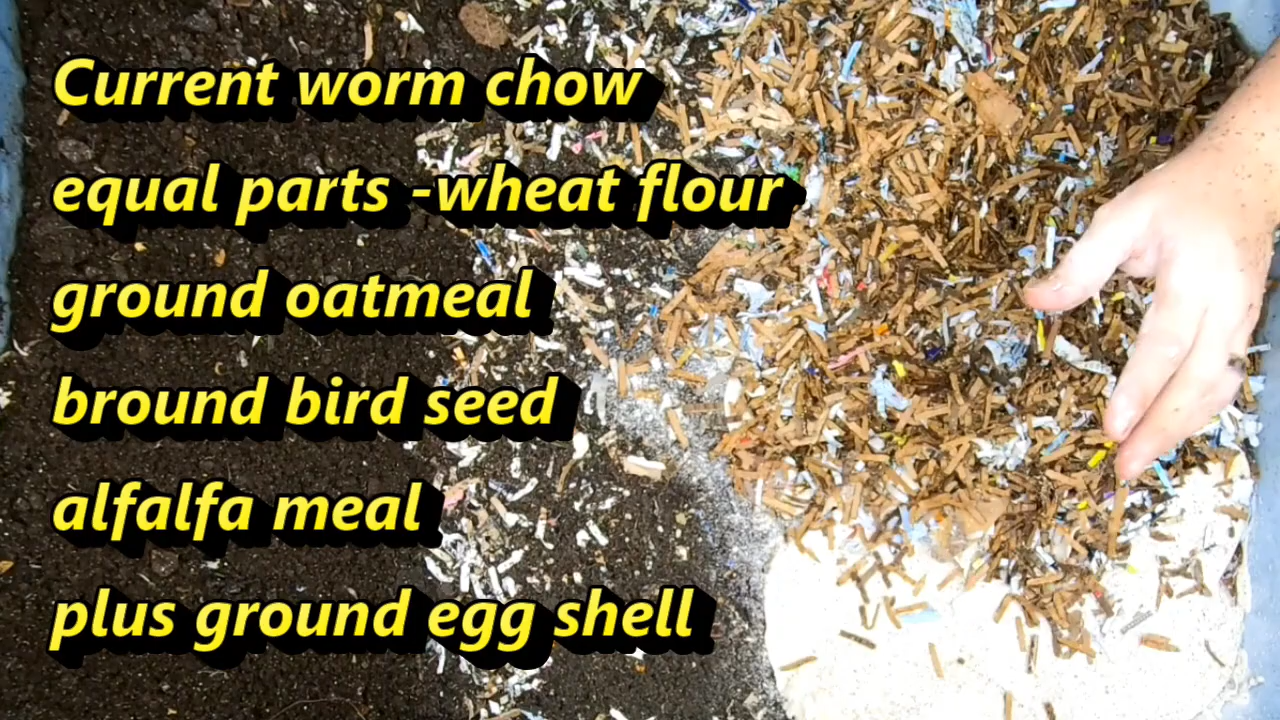 Current worm chow
equal parts -wheat flour
ground oatmeal
bround bird seed
alfalfa meal
plus ground egg shell